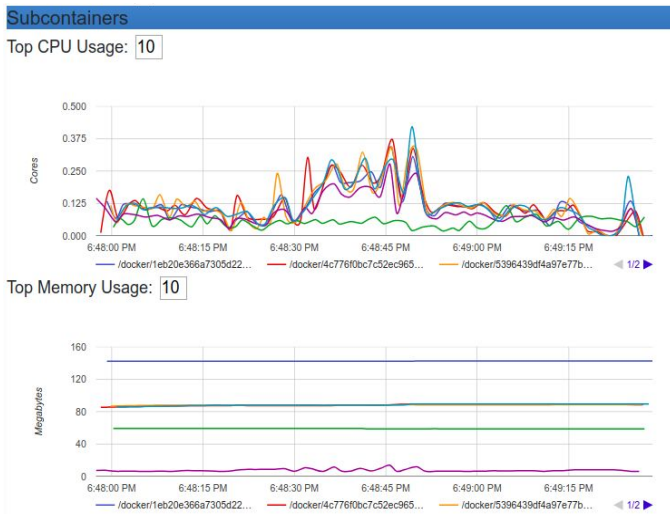 Subcontainers
Top CPU Usage: 10
0.500
0.375
0.250
0.125
0.000
Cores
6:48:00 PM 6:48:15 PM 6:48:30 PM 6:48:45 PM 6:49:00 PM 6:49:15 PM
/docker/1eb20e366a7305d22... /docker/4c776f0bc7c52ec965... /docker/5396439df4a97e77b... 1/2
Top Memory Usage: 10
160
120
80
40
0
Megabytes
6:48:00 PM 6:48:15 PM 6:48:30 PM 6:48:45 PM 6:49:00 PM 6:49:15 PM
/docker/1eb20e366a7305d22... /docker/4c776f0bc7c52ec965... /docker/5396439df4a97e77b... 1/2